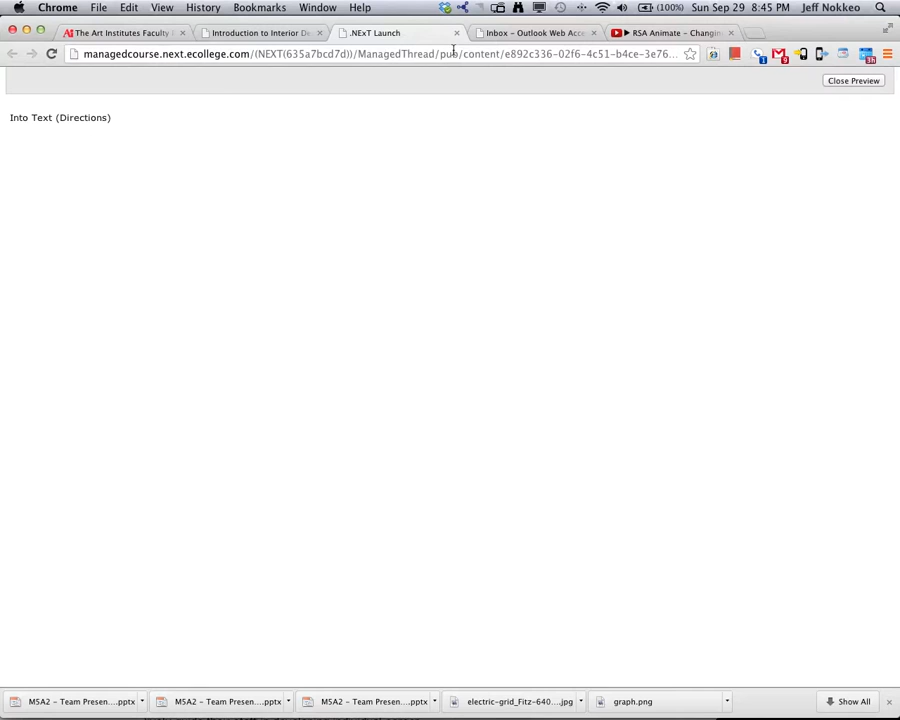 Chrome File Edit View History Bookmarks Window Help (100%) Sun Sep 29 8:45 PM Jeff Nokkeo
The Art Institutes Faculty Introduction to Interior De .NExT Launch Inbox – Outlook Web Acce RSA Animate – Changin
managedcourse.next.ecollege.com/(NEXT(635a7bcd7d))/ManagedThread/pub/content/e892c336-02f6-4c51-b4ce-3e76...
Close Preview
Into Text (Directions)
M5A2 - Team Presen....pptx M5A2 - Team Presen....pptx M5A2 - Team Presen....pptx electric-grid_Fitz-640....jpg graph.png Show All